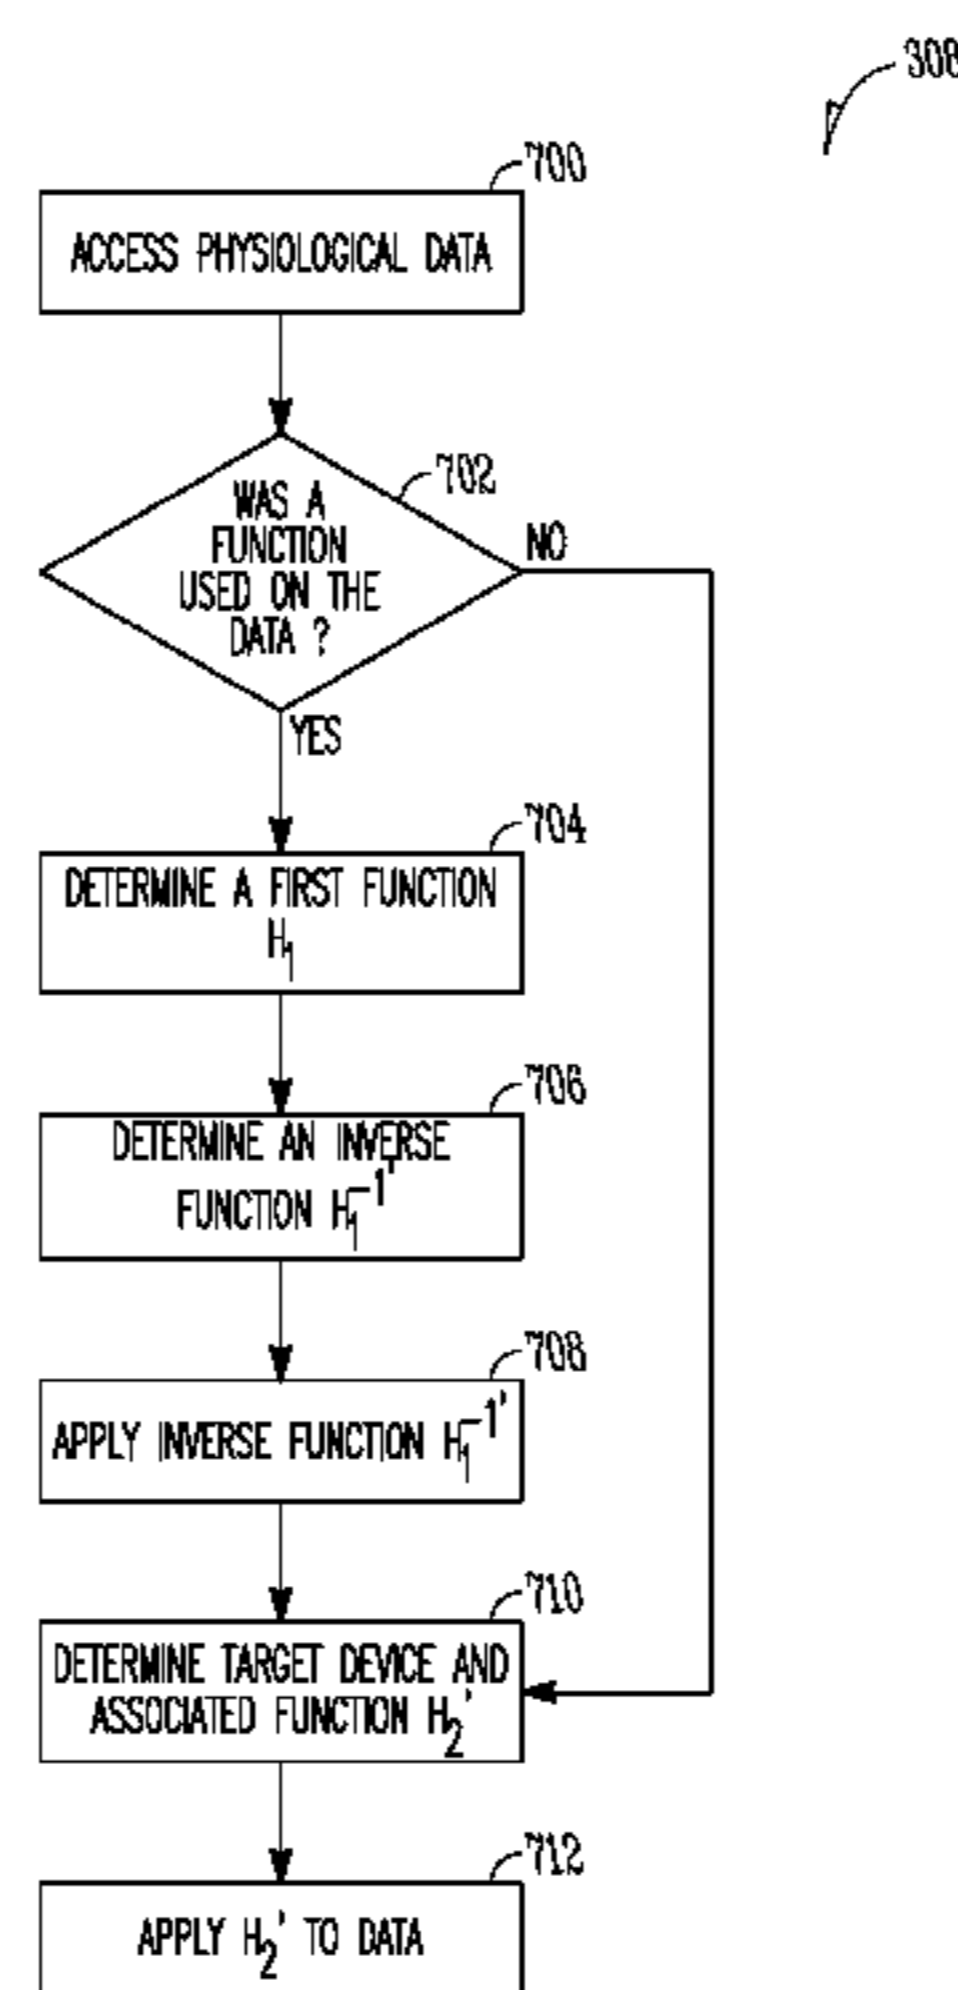 308
700
ACCESS PHYSIOLOGICAL DATA
702
WAS A
FUNCTION
USED ON THE
DATA ?
NO
YES
704
DETERMINE A FIRST FUNCTION
H₁
706
DETERMINE AN INVERSE
FUNCTION H₁⁻¹'
708
APPLY INVERSE FUNCTION H₁⁻¹'
710
DETERMINE TARGET DEVICE AND
ASSOCIATED FUNCTION H₂'
712
APPLY H₂' TO DATA